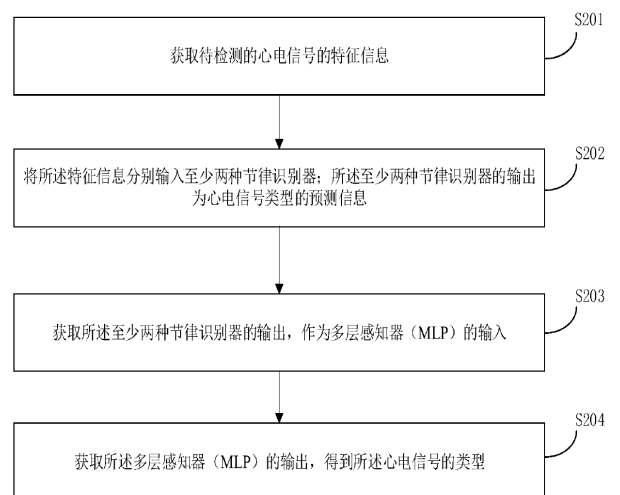 S201
获取待检测的心电信号的特征信息
S202
将所述特征信息分别输入至少两种节律识别器；所述至少两种节律识别器的输出
为心电信号类型的预测信息
S203
获取所述至少两种节律识别器的输出，作为多层感知器（MLP）的输入
S204
获取所述多层感知器（MLP）的输出，得到所述心电信号的类型